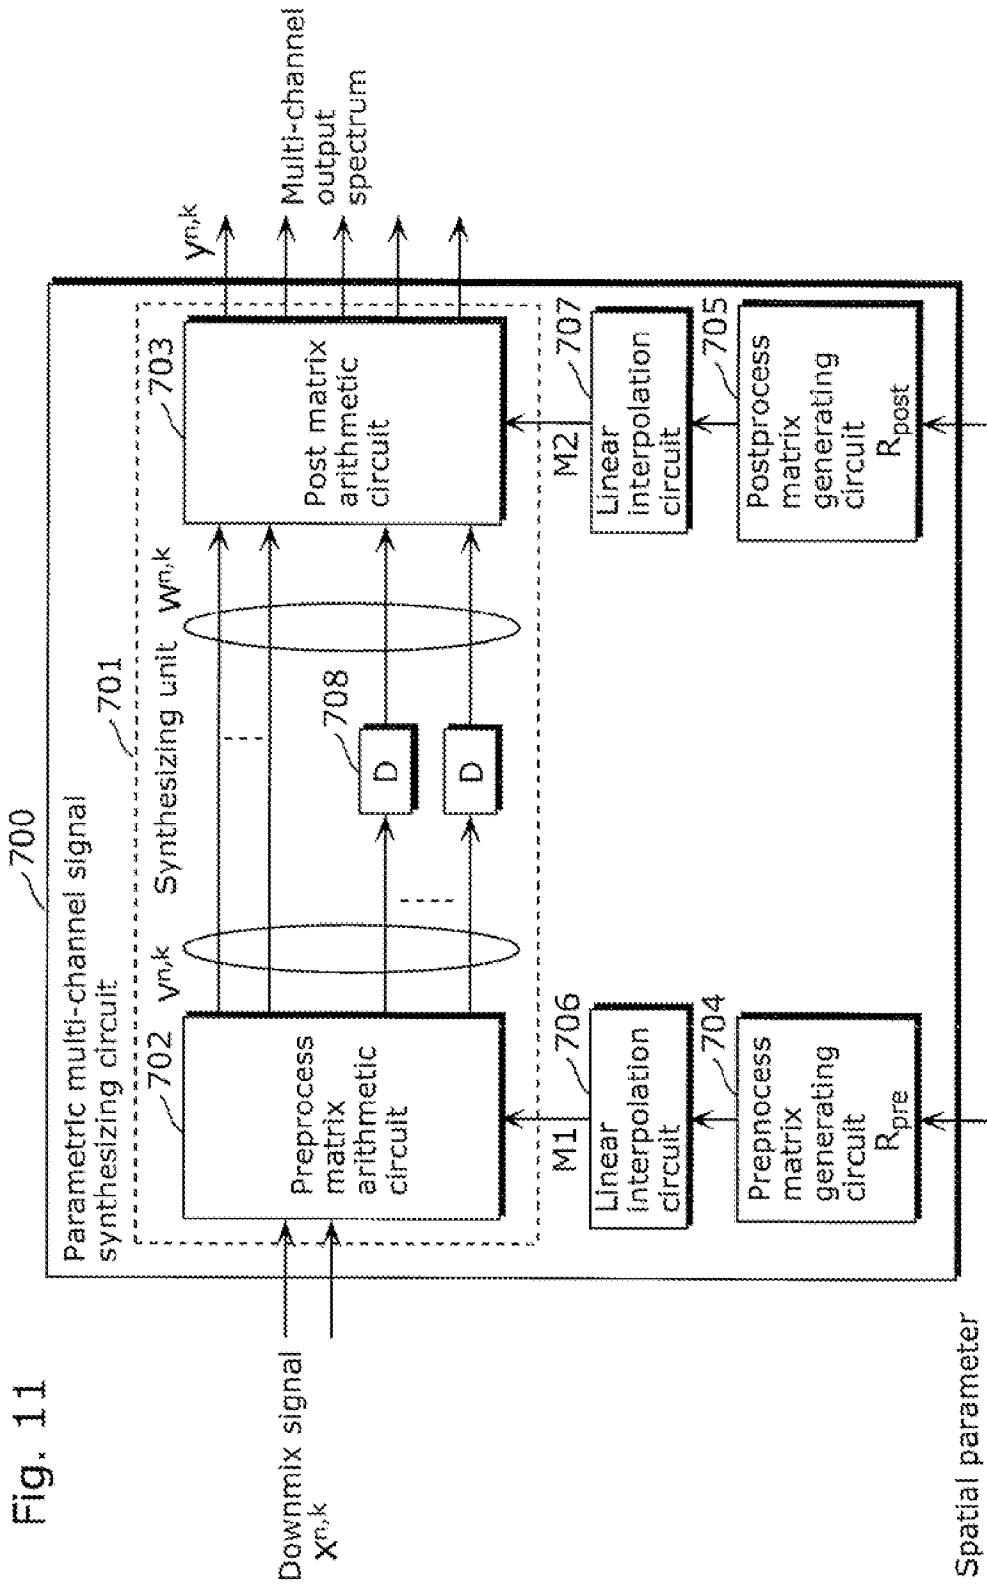 Fig. 11
700
Parametric multi-channel signal
synthesizing circuit
701
Synthesizing unit
702
v^n,k
w^n,k
703
y^n,k
Preprocess
matrix
arithmetic
circuit
708
D
D
Post matrix
arithmetic
circuit
Multi-channel
output
spectrum
Downmix signal
x^n,k
M1
706
M2
707
Linear
interpolation
circuit
Linear
interpolation
circuit
704
705
Prepnocess
matrix
generating
circuit
R_pre
Postprocess
matrix
generating
circuit
R_post
Spatial parameter